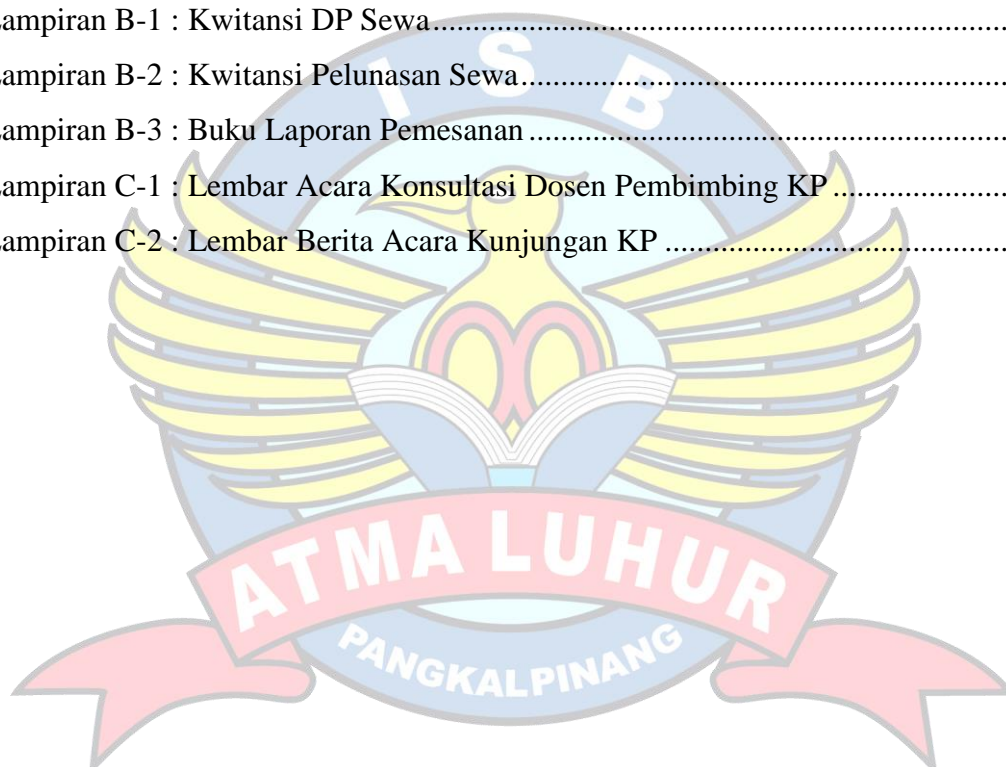 ampiran B-1 : Kwitansi DP Sewa.......................................................................
ampiran B-2 : Kwitansi Pelunasan Sewa............................................................
ampiran B-3 : Buku Laporan Pemesanan...........................................................
ampiran C-1 : Lembar Acara Konsultasi Dosen Pembimbing KP......................
ampiran C-2 : Lembar Berita Acara Kunjungan KP...........................................
I S B
ATMA LUHUR
PANGKALPINANG